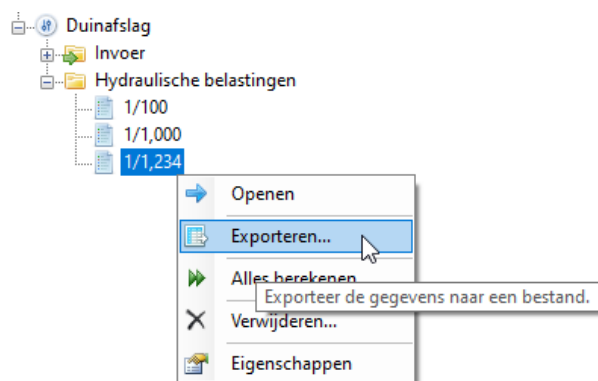 Duinafslag
Invoer
Hydraulische belastingen
1/100
1/1,000
1/1,234
Openen
Exporteren...
Alles berekenen
Exporteer de gegevens naar een bestand.
Verwijderen...
Eigenschappen